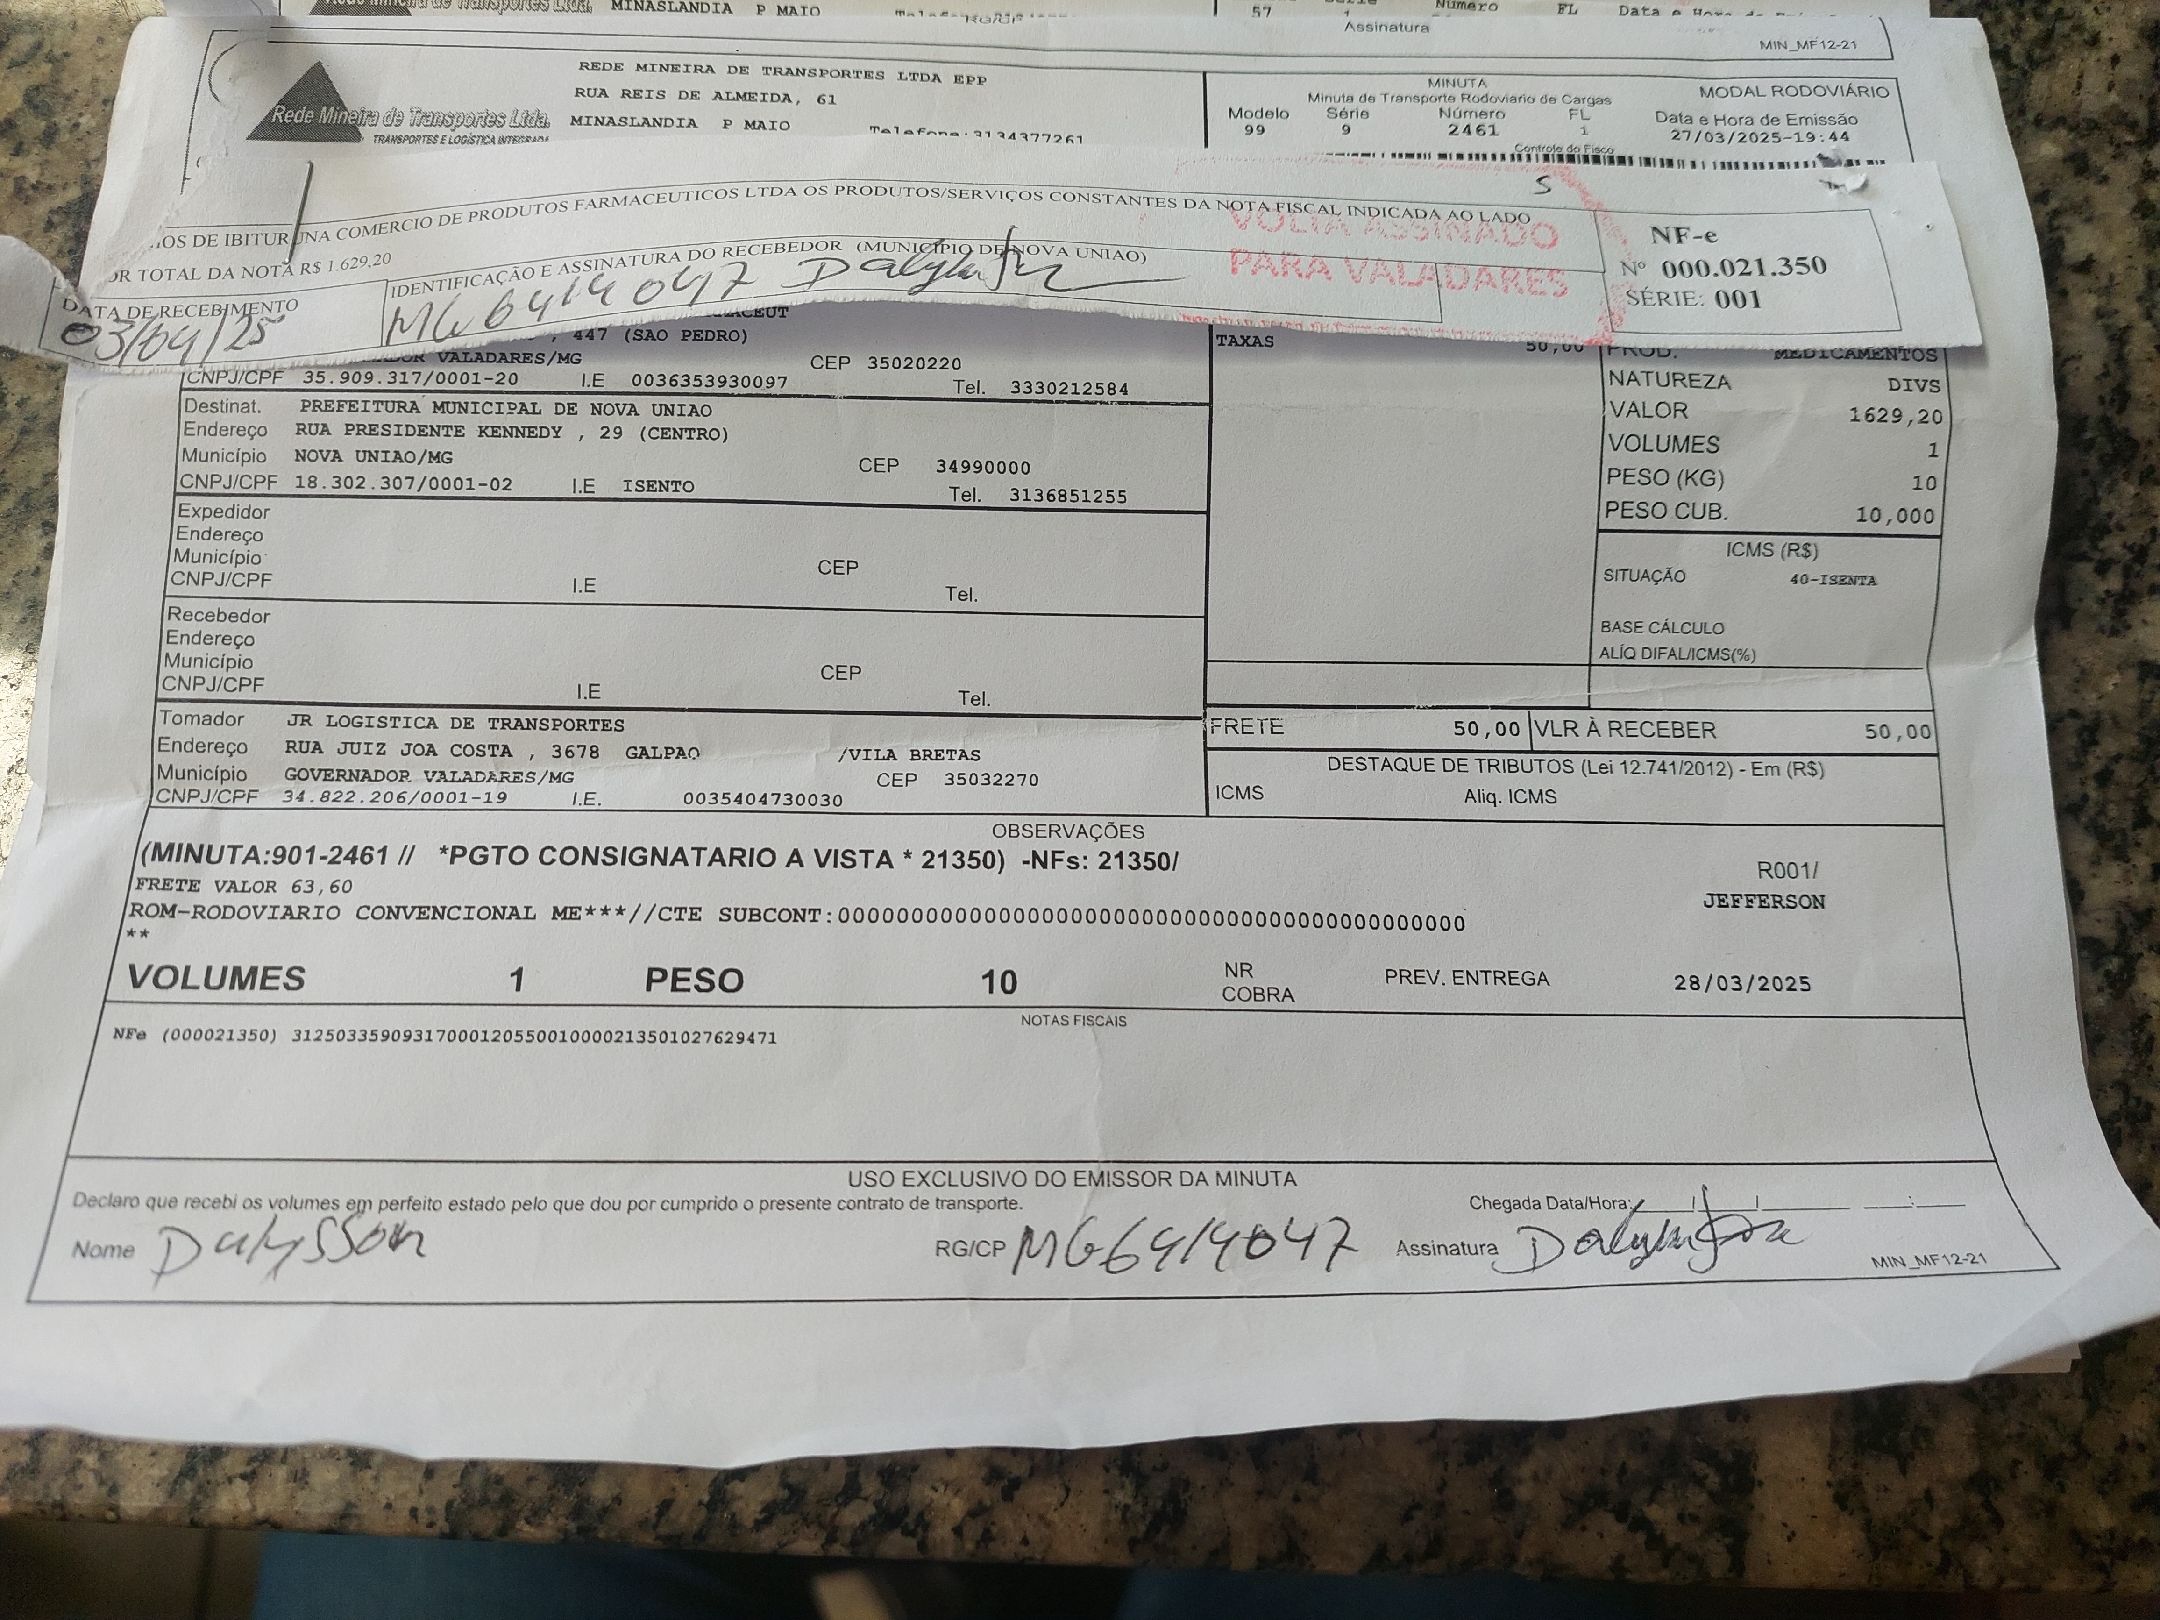 MINASLANDIA P MAIO
57
Número FL
Assinatura
MIN_MF12-21
Rede Mineira de Transportes Ltda.
TRANSPORTES E LOGÍSTICA INTEGRADA
REDE MINEIRA DE TRANSPORTES LTDA EPP
RUA REIS DE ALMEIDA, 61
MINASLANDIA P MAIO Telefone:3134377261
MINUTA
Minuta de Transporte Rodoviario de Cargas
Modelo Série Número FL
99 9 2461 1
MODAL RODOVIÁRIO
Data e Hora de Emissão
27/03/2025-19:44
Controle do Fisco
IOS DE IBITURUNA COMERCIO DE PRODUTOS FARMACEUTICOS LTDA OS PRODUTOS/SERVIÇOS CONSTANTES DA NOTA FISCAL INDICADA AO LADO
OR TOTAL DA NOTA R$ 1.629,20
DATA DE RECEBIMENTO
03/04/25
IDENTIFICAÇÃO E ASSINATURA DO RECEBEDOR (MUNICÍPIO DE NOVA UNIAO)
MG6414047
VOLTA ASSINADO
PARA VALADARES
S
NF-e
Nº 000.021.350
SÉRIE: 001
447 (SAO PEDRO)
VALADARES/MG CEP 35020220
CNPJ/CPF 35.909.317/0001-20 I.E 0036353930097 Tel. 3330212584
Destinat. PREFEITURA MUNICIPAL DE NOVA UNIAO
Endereço RUA PRESIDENTE KENNEDY , 29 (CENTRO)
Município NOVA UNIAO/MG CEP 34990000
CNPJ/CPF 18.302.307/0001-02 I.E ISENTO Tel. 3136851255
Expedidor
Endereço
Município CEP
CNPJ/CPF I.E Tel.
Recebedor
Endereço
Município CEP
CNPJ/CPF I.E Tel.
Tomador JR LOGISTICA DE TRANSPORTES
Endereço RUA JUIZ JOA COSTA , 3678 GALPAO /VILA BRETAS
Município GOVERNADOR VALADARES/MG CEP 35032270
CNPJ/CPF 34.822.206/0001-19 I.E. 0035404730030
TAXAS 50,00
PROD. MEDICAMENTOS
NATUREZA DIVS
VALOR 1629,20
VOLUMES 1
PESO (KG) 10
PESO CUB. 10,000
ICMS (R$)
SITUAÇÃO 40-ISENTA
BASE CÁLCULO
ALÍQ DIFAL/ICMS(%)
FRETE 50,00 VLR À RECEBER 50,00
DESTAQUE DE TRIBUTOS (Lei 12.741/2012) - Em (R$)
ICMS Aliq. ICMS
OBSERVAÇÕES
(MINUTA:901-2461 // *PGTO CONSIGNATARIO A VISTA * 21350) -NFs: 21350/
FRETE VALOR 63,60
ROM-RODOVIARIO CONVENCIONAL ME***//CTE SUBCONT:00000000000000000000000000000000000000000000
**
R001/
JEFFERSON
VOLUMES 1 PESO 10 NR COBRA PREV. ENTREGA 28/03/2025
NOTAS FISCAIS
NFe (000021350) 31250335909317000120550010000213501027629471
USO EXCLUSIVO DO EMISSOR DA MINUTA
Declaro que recebi os volumes em perfeito estado pelo que dou por cumprido o presente contrato de transporte.
Chegada Data/Hora:
Nome Dalysson RG/CP MG6414047 Assinatura
MIN_MF12-21